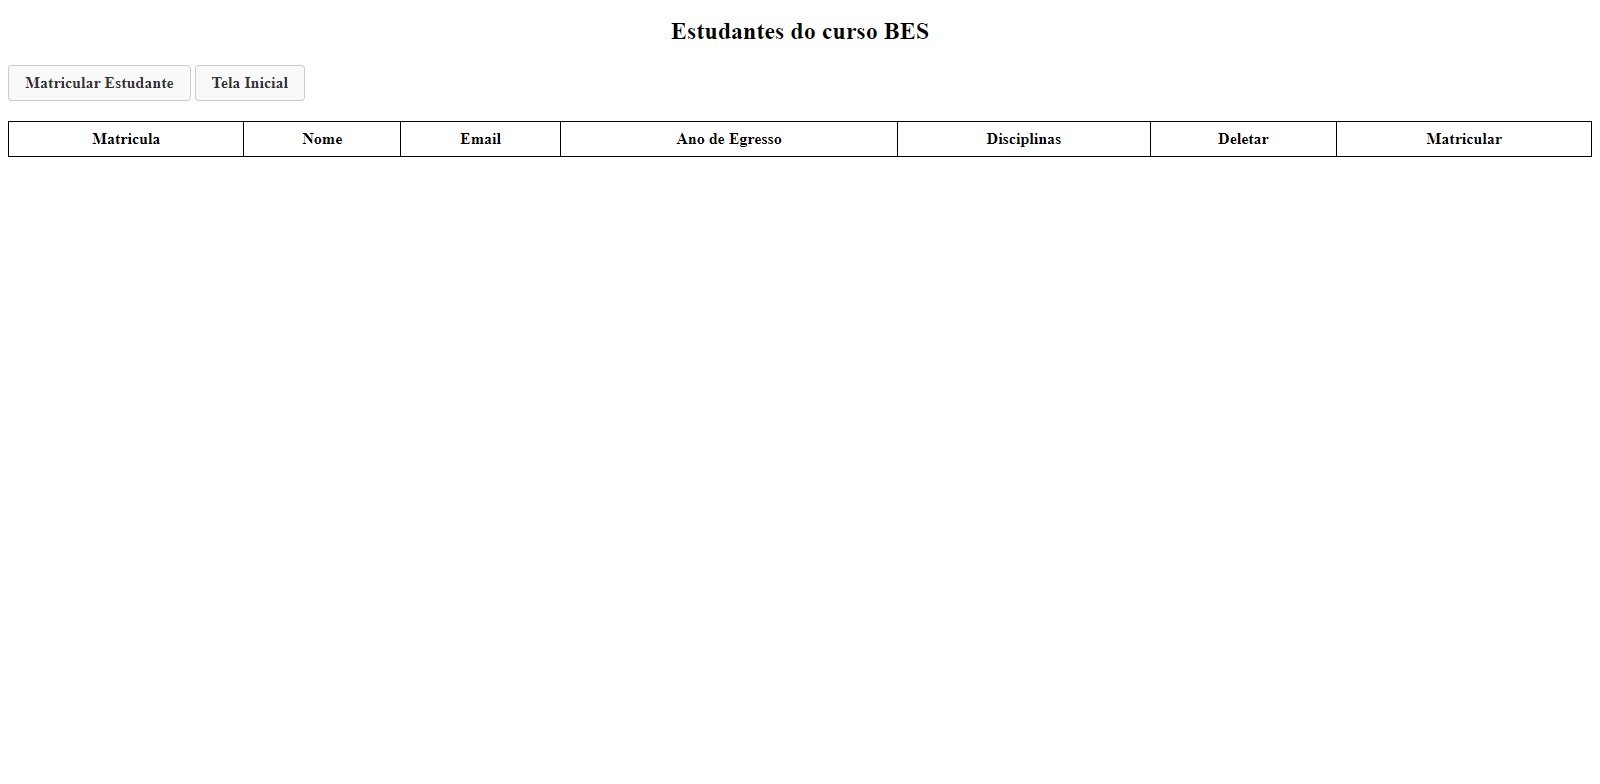 Estudantes do curso BES
Matricular Estudante Tela Inicial
Matricula Nome Email Ano de Egresso Disciplinas Deletar Matricular